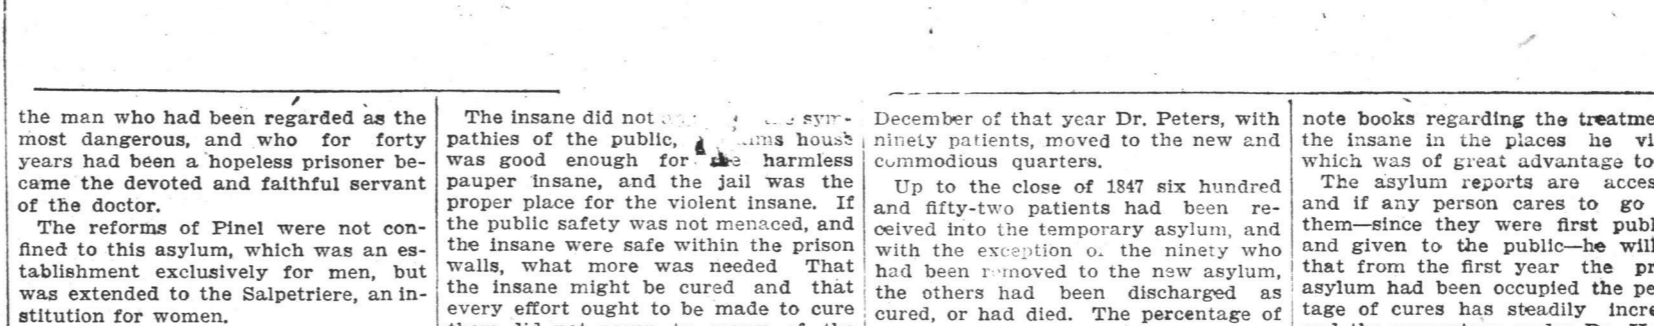 the man who had been regarded as the
most dangerous, and who for forty
years had been a hopeless prisoner be-
came the devoted and faithful servant
of the doctor.
The reforms of Pinel were not con-
fined to this asylum, which was an es-
tablishment exclusively for men, but
was extended to the Salpetriere, an in-
stitution for women.
The insane did not sym-
pathies of the public, house
was good enough for the harmless
pauper insane, and the jail was the
proper place for the violent insane. If
the public safety was not menaced, and
the insane were safe within the prison
walls, what more was needed That
the insane might be cured and that
every effort ought to be made to cure
December of that year Dr. Peters, with
ninety patients, moved to the new and
commodious quarters.
Up to the close of 1847 six hundred
and fifty-two patients had been re-
ceived into the temporary asylum, and
with the exception o. the ninety who
had been removed to the new asylum,
the others had been discharged as
cured, or had died. The percentage of
note books regarding the treatme
the insane in the places he vi
which was of great advantage to
The asylum reports are acces
and if any person cares to go
them—since they were first publ
and given to the public—he will
that from the first year the pr
asylum had been occupied the pe
tage of cures has steadily incre